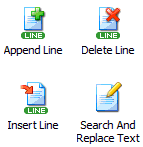 LINE
LINE
Append Line
Delete Line
LINE
Insert Line
Search And
Replace Text